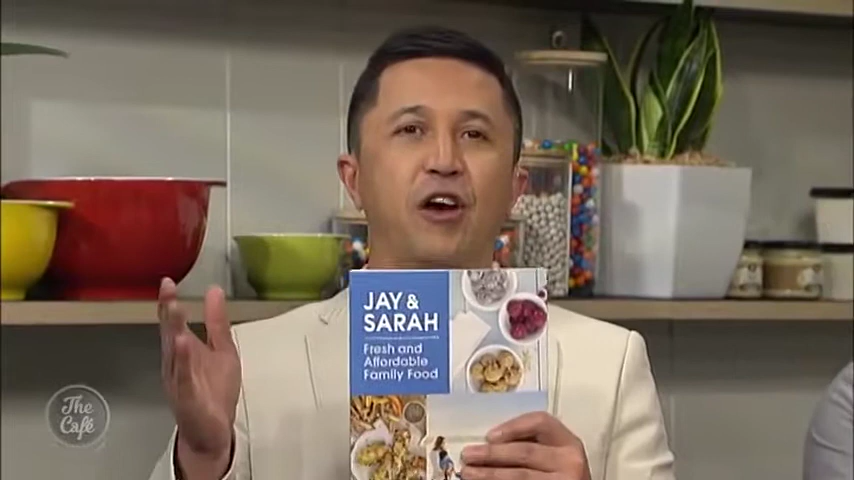 JAY &
SARAH
Fresh and
Affordable
Family Food
The
Café